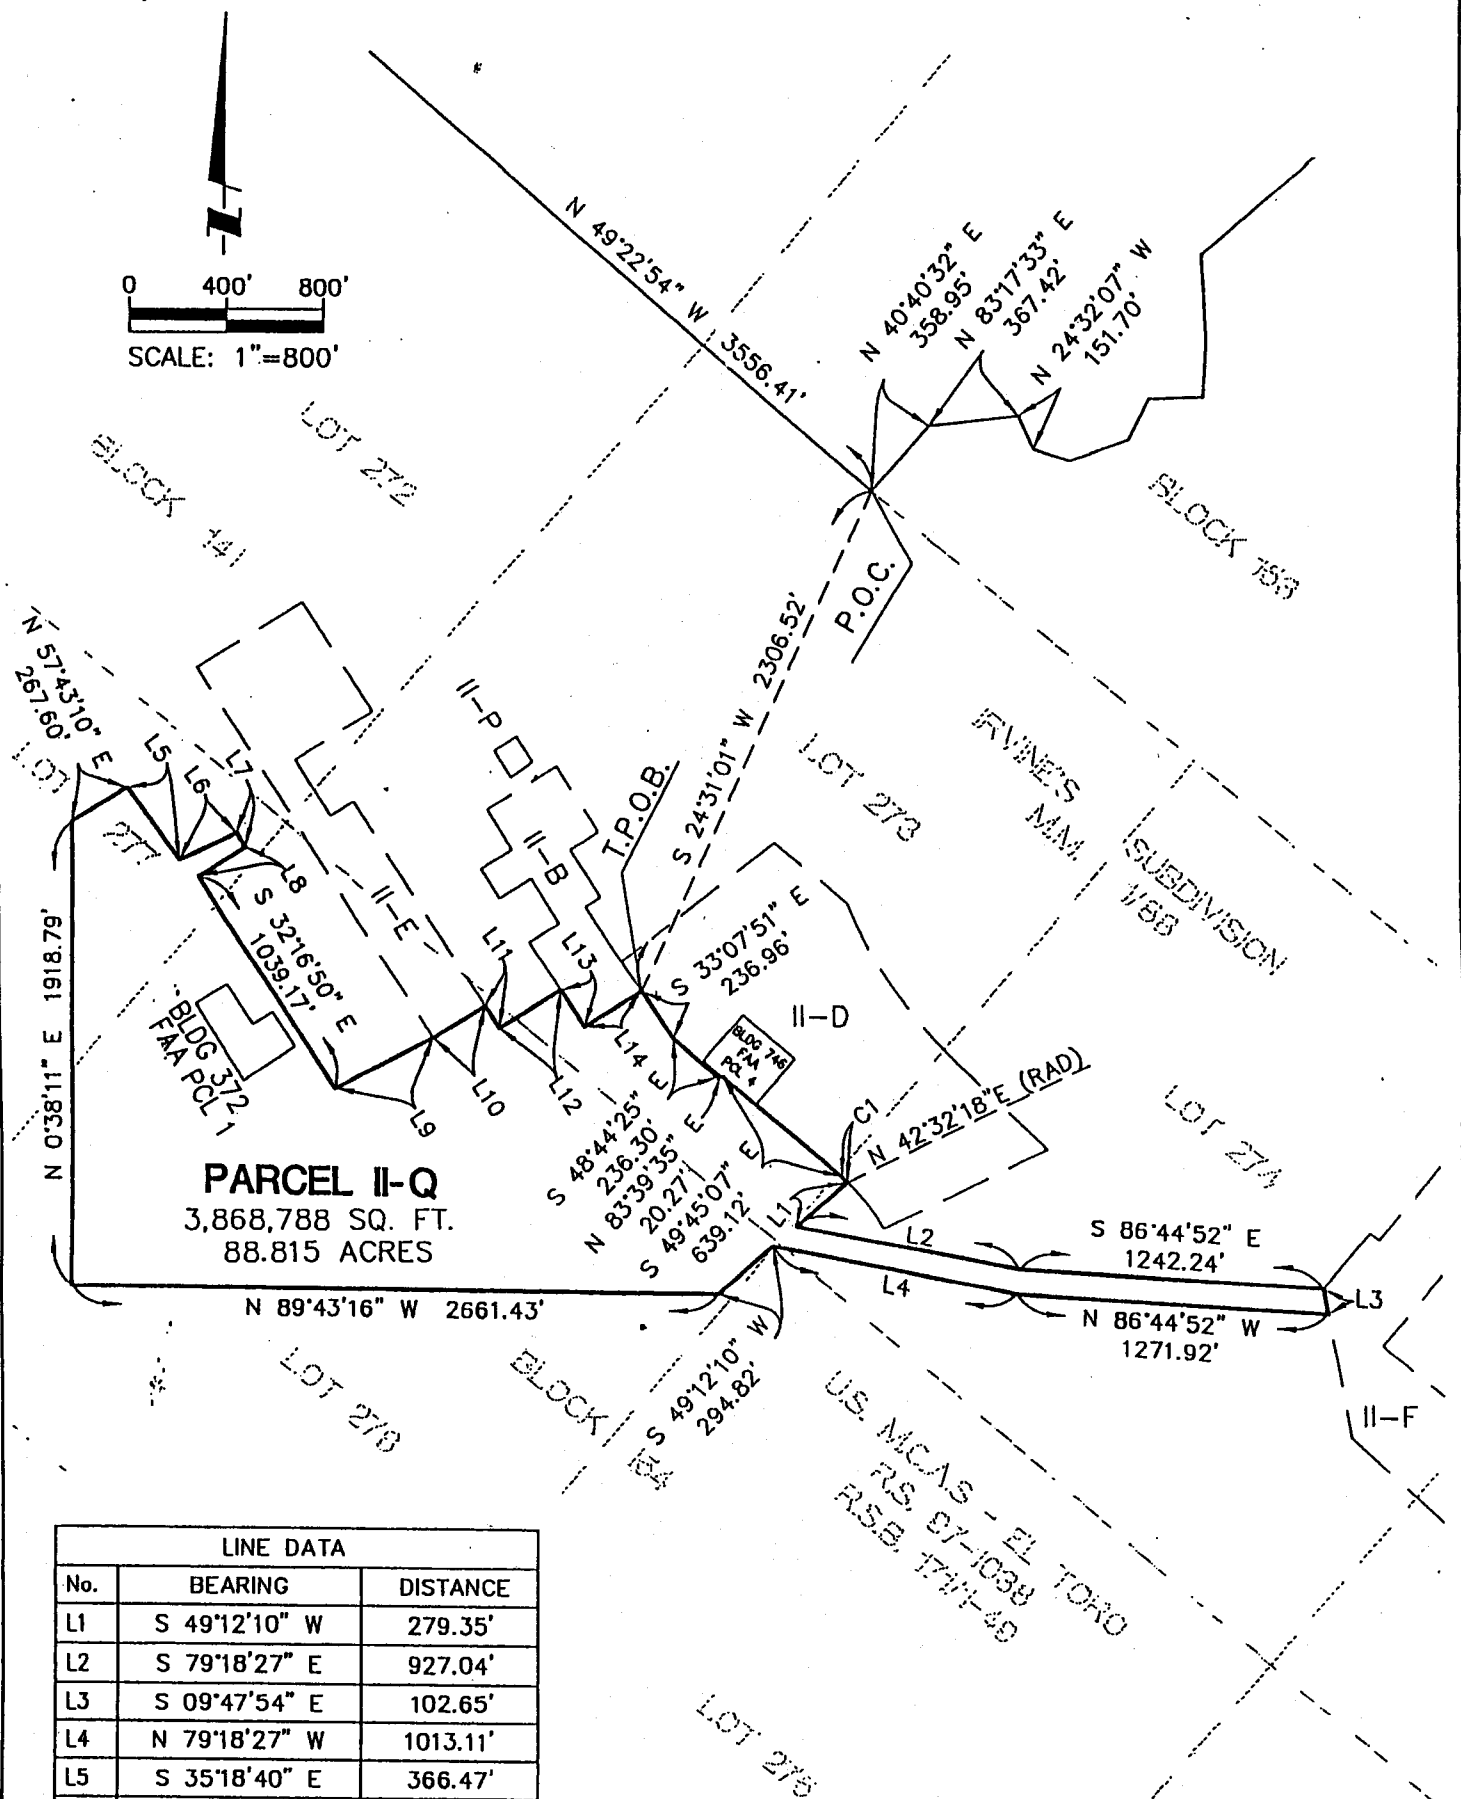 N
0 400' 800'
SCALE: 1"=800'
N 49°22'54" W 3556.41'
N 40°40'32" E
358.95'
N 83°17'33" E
367.42'
N 24°32'07" W
151.70'
LOT 272
BLOCK 141
BLOCK 153
P.O.C.
S 24°31'01" W 2306.52'
N 57°43'10" E
267.60'
LOT 277
L5
L6
L7
L8
II-P
II-B
II-E
T.P.O.B.
LOT 273
IRVINE'S
SUBDIVISION
M.M. 1/88
S 32°16'50" E
1039.17'
L11
L13
S 33°07'51" E
236.96'
II-D
BLDG 746
FAA
PCL 4
BLDG 372
FAA PCL 1
N 0°38'11" E 1918.79'
L9
L10
L12
L14
C1
N 42°32'18"E (RAD)
LOT 274
S 48°44'25" E
236.30'
N 83°39'35" E
20.27'
S 49°45'07" E
639.12'
PARCEL II-Q
3,868,788 SQ. FT.
88.815 ACRES
L1
L2
S 86°44'52" E
1242.24'
L4
L3
N 89°43'16" W 2661.43'
N 86°44'52" W
1271.92'
S 49°12'10" W
294.82'
LOT 278
BLOCK 154
II-F
U.S. MCAS - EL TORO
R.S. 97-1038
R.S.B. 171/1-49
LOT 276
LINE DATA
No. BEARING DISTANCE
L1 S 49°12'10" W 279.35'
L2 S 79°18'27" E 927.04'
L3 S 09°47'54" E 102.65'
L4 N 79°18'27" W 1013.11'
L5 S 35°18'40" E 366.47'